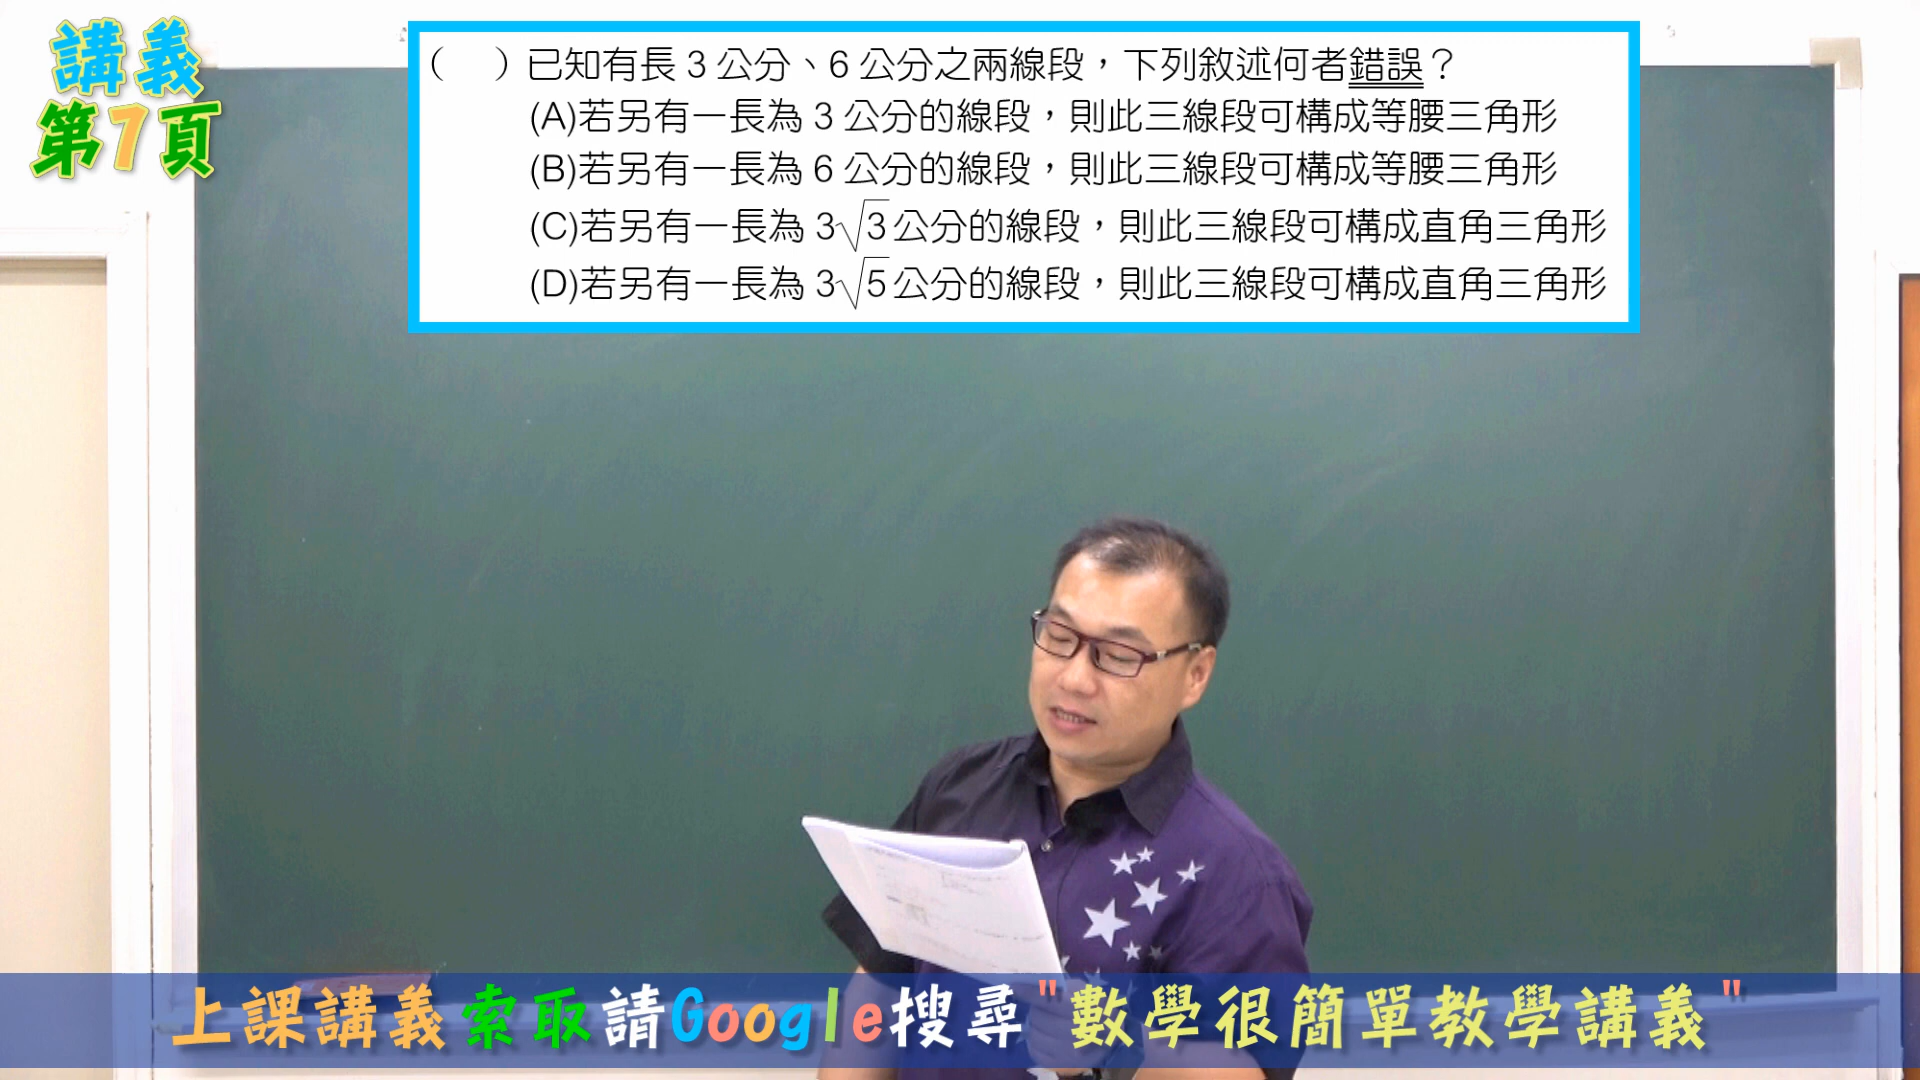 講義
第7頁
（　）已知有長 3 公分、6 公分之兩線段，下列敘述何者錯誤？
(A)若另有一長為 3 公分的線段，則此三線段可構成等腰三角形
(B)若另有一長為 6 公分的線段，則此三線段可構成等腰三角形
(C)若另有一長為 3√3 公分的線段，則此三線段可構成直角三角形
(D)若另有一長為 3√5 公分的線段，則此三線段可構成直角三角形
上課講義索取請Google搜尋"數學很簡單教學講義"